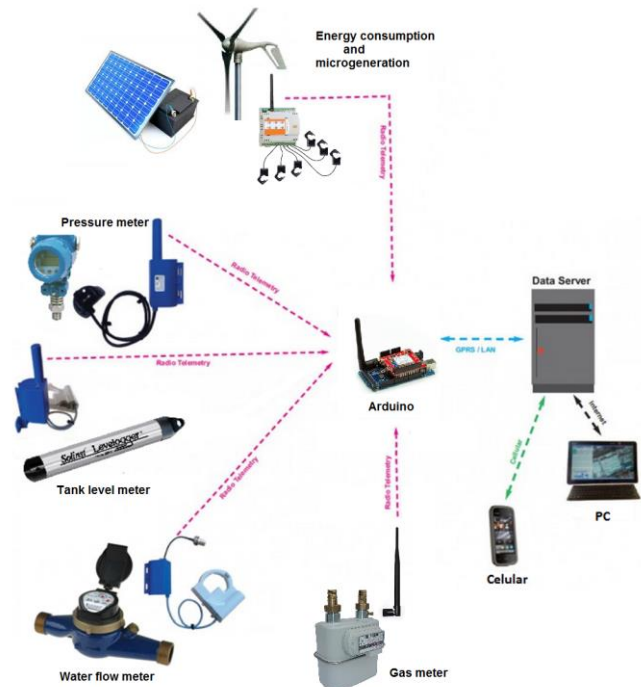 Energy consumption
and
microgeneration
Radio Telemetry
Pressure meter
Radio Telemetry
Data Server
Radio Telemetry
GPRS / LAN
Arduino
Solinst Levelogger
Tank level meter
Radio Telemetry
Radio Telemetry
Cellular
Internet
PC
Celular
Water flow meter
Gas meter